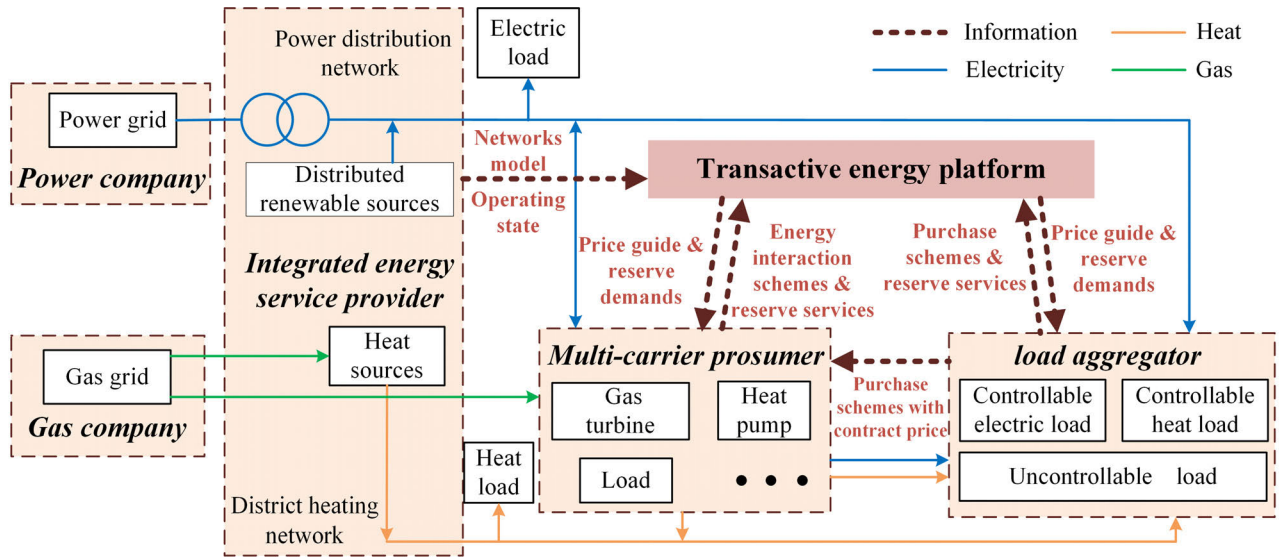 Power distribution
network
Electric
load
Information
Heat
Electricity
Gas
Power grid
Power company
Distributed
renewable sources
Networks
model
Operating
state
Transactive energy platform
Integrated energy
service provider
Price guide &
reserve
demands
Energy
interaction
schemes &
reserve services
Purchase
schemes &
reserve services
Price guide &
reserve
demands
Gas grid
Gas company
Heat
sources
Multi-carrier prosumer
Gas
turbine
Heat
pump
Load
• • •
Purchase
schemes with
contract price
load aggregator
Controllable
electric load
Controllable
heat load
Uncontrollable load
Heat
load
District heating
network